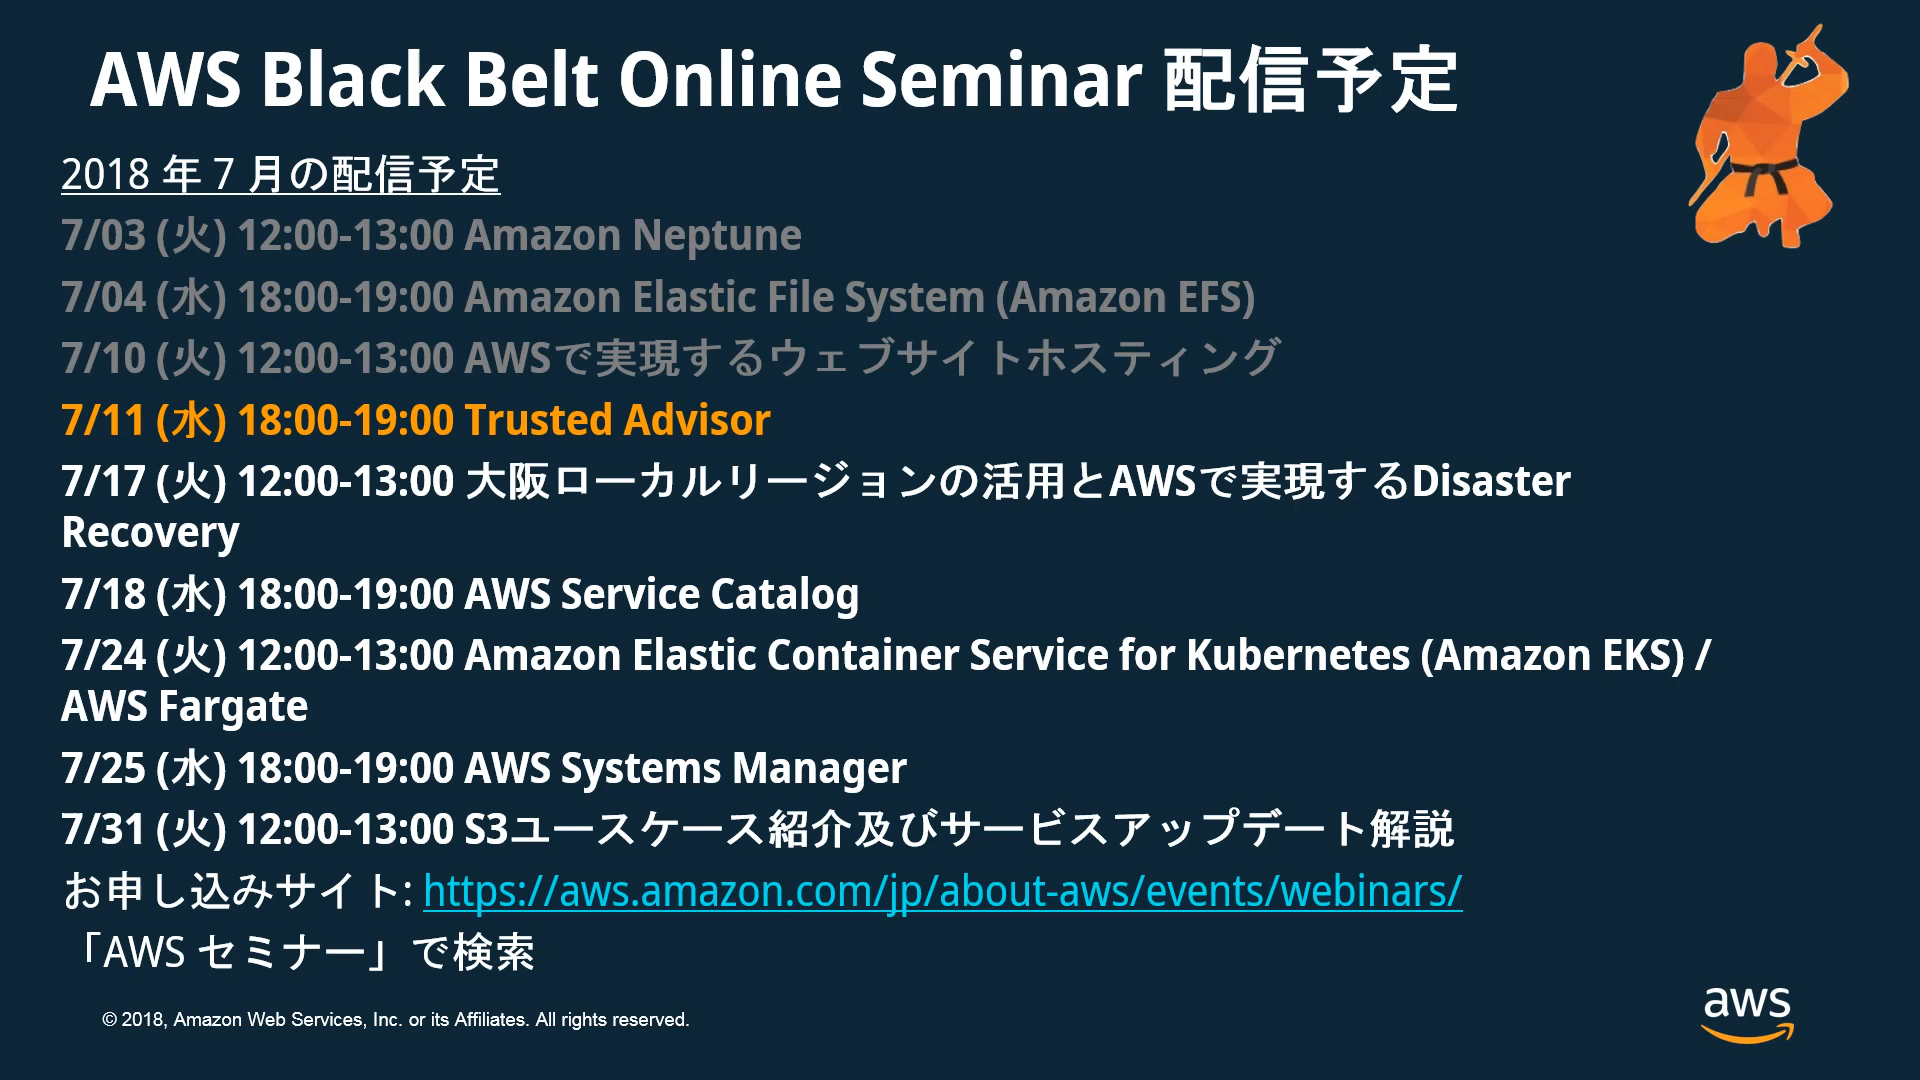 AWS Black Belt Online Seminar 配信予定
2018 年 7 月の配信予定
7/03 (火) 12:00-13:00 Amazon Neptune
7/04 (水) 18:00-19:00 Amazon Elastic File System (Amazon EFS)
7/10 (火) 12:00-13:00 AWSで実現するウェブサイトホスティング
7/11 (水) 18:00-19:00 Trusted Advisor
7/17 (火) 12:00-13:00 大阪ローカルリージョンの活用とAWSで実現するDisaster
Recovery
7/18 (水) 18:00-19:00 AWS Service Catalog
7/24 (火) 12:00-13:00 Amazon Elastic Container Service for Kubernetes (Amazon EKS) /
AWS Fargate
7/25 (水) 18:00-19:00 AWS Systems Manager
7/31 (火) 12:00-13:00 S3ユースケース紹介及びサービスアップデート解説
お申し込みサイト: https://aws.amazon.com/jp/about-aws/events/webinars/
「AWS セミナー」で検索
© 2018, Amazon Web Services, Inc. or its Affiliates. All rights reserved.
aws